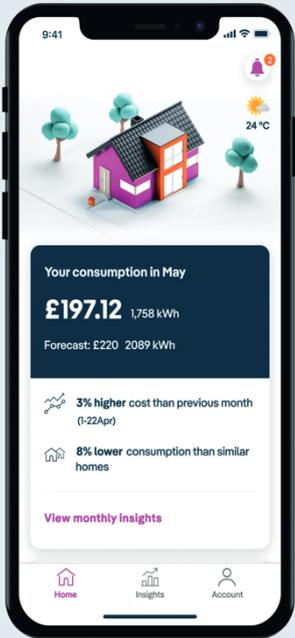 9:41
2
24 °C
Your consumption in May
£197.12 1,758 kWh
Forecast: £220 2089 kWh
3% higher cost than previous month
(1-22Apr)
8% lower consumption than similar
homes
View monthly insights
Home Insights Account